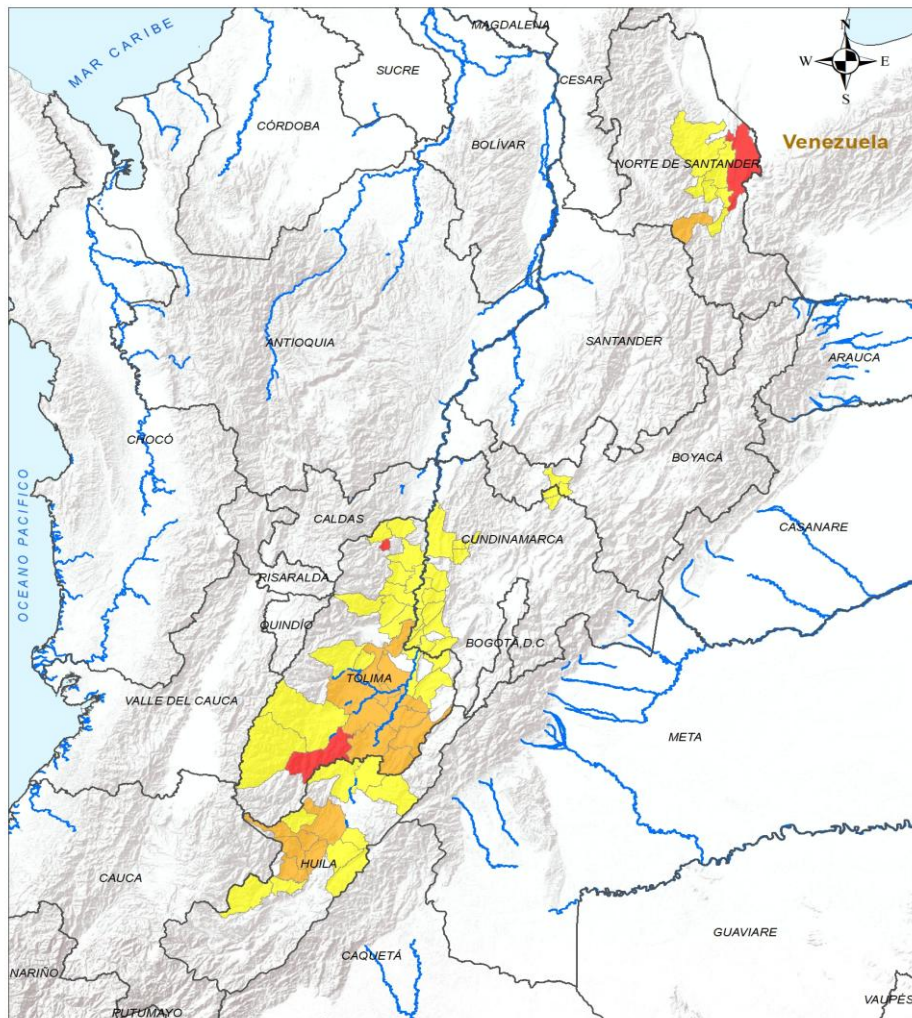 MAGDALENA
MAR CARIBE
N
W
E
S
SUCRE
CESAR
CÓRDOBA
BOLÍVAR
Venezuela
NORTE DE SANTANDER
ANTIOQUIA
SANTANDER
ARAUCA
CHOCÓ
BOYACÁ
OCEANO PACIFICO
CALDAS
CUNDINAMARCA
CASANARE
RISARALDA
QUINDÍO
BOGOTÁ,D.C
TOLIMA
VALLE DEL CAUCA
META
HUILA
CAUCA
GUAVIARE
CAQUETÁ
NARIÑO
PUTUMAYO
VAUPÉS